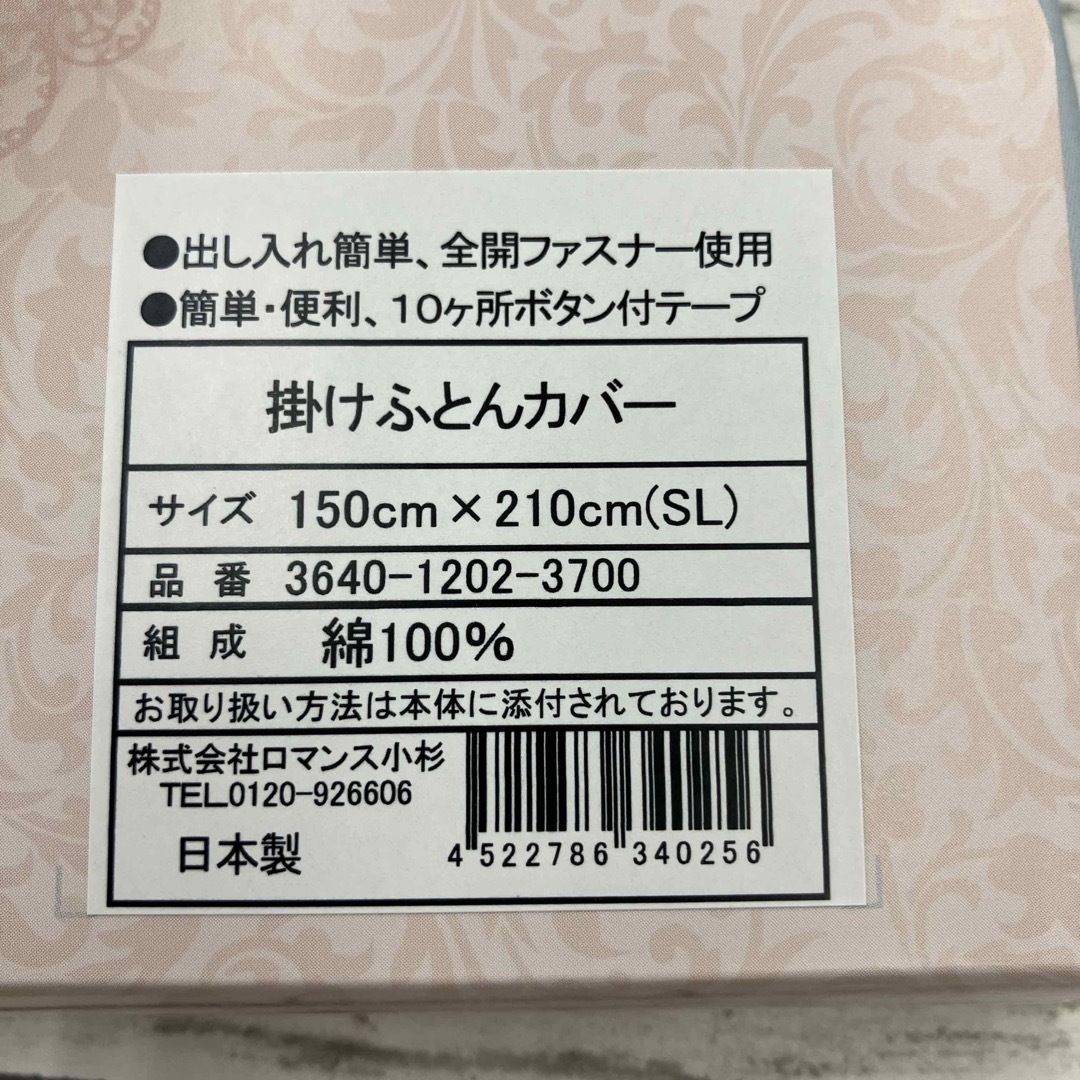 ●出し入れ簡単、全開ファスナー使用
●簡単・便利、10ヶ所ボタン付テープ
掛けふとんカバー
サイズ 150cm×210cm(SL)
品番 3640-1202-3700
組成 綿100%
お取り扱い方法は本体に添付されております。
株式会社ロマンス小杉
TEL0120-926606
日本製
4 522786 340256